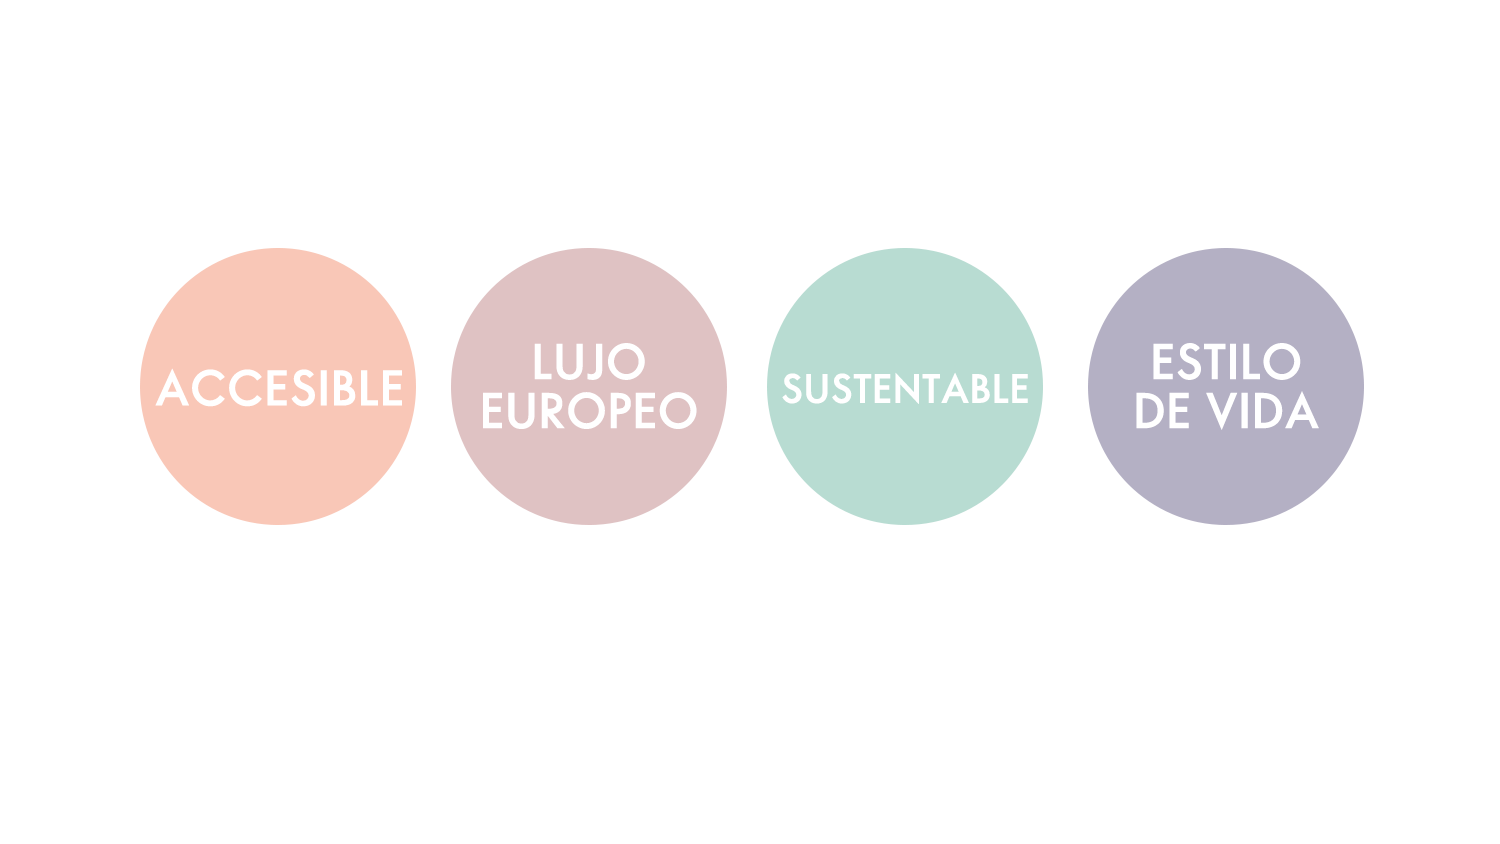 ACCESIBLE
LUJO
EUROPEO
SUSTENTABLE
ESTILO
DE VIDA